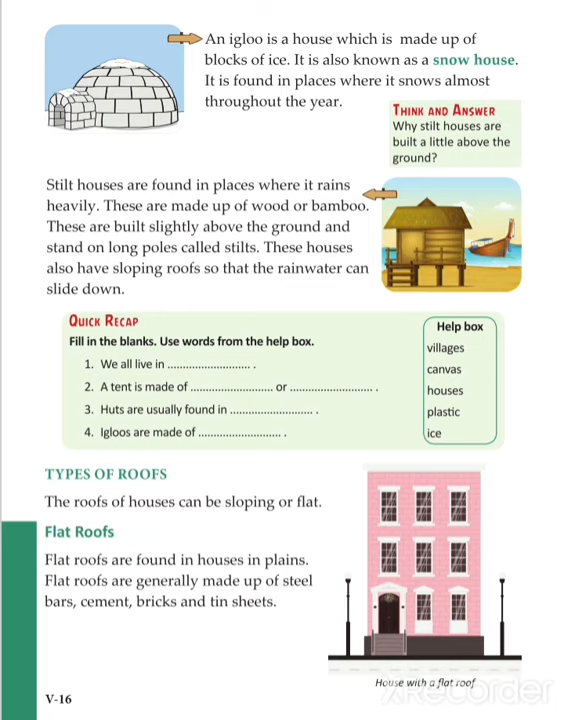 An igloo is a house which is made up of
blocks of ice. It is also known as a snow house.
It is found in places where it snows almost
throughout the year.
THINK AND ANSWER
Why stilt houses are
built a little above the
ground?
Stilt houses are found in places where it rains
heavily. These are made up of wood or bamboo.
These are built slightly above the ground and
stand on long poles called stilts. These houses
also have sloping roofs so that the rainwater can
slide down.
QUICK RECAP
Fill in the blanks. Use words from the help box.
1. We all live in ........................... .
2. A tent is made of ........................... or ........................... .
3. Huts are usually found in ........................... .
4. Igloos are made of ........................... .
Help box
villages
canvas
houses
plastic
ice
TYPES OF ROOFS
The roofs of houses can be sloping or flat.
Flat Roofs
Flat roofs are found in houses in plains.
Flat roofs are generally made up of steel
bars, cement, bricks and tin sheets.
House with a flat roof
V-16
XRecorder